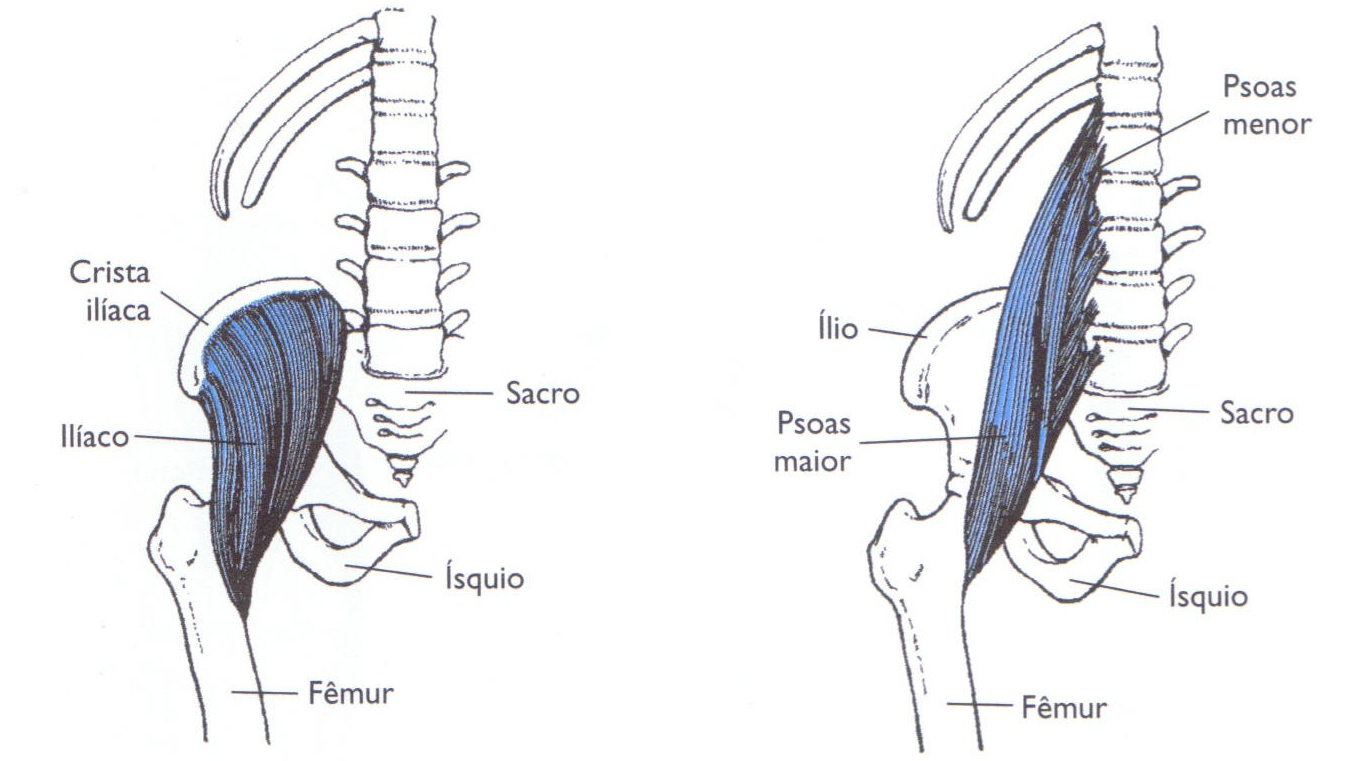 Crista
ilíaca
Ilíaco
Sacro
Ísquio
Fêmur
Psoas
menor
Ílio
Psoas
maior
Sacro
Ísquio
Fêmur